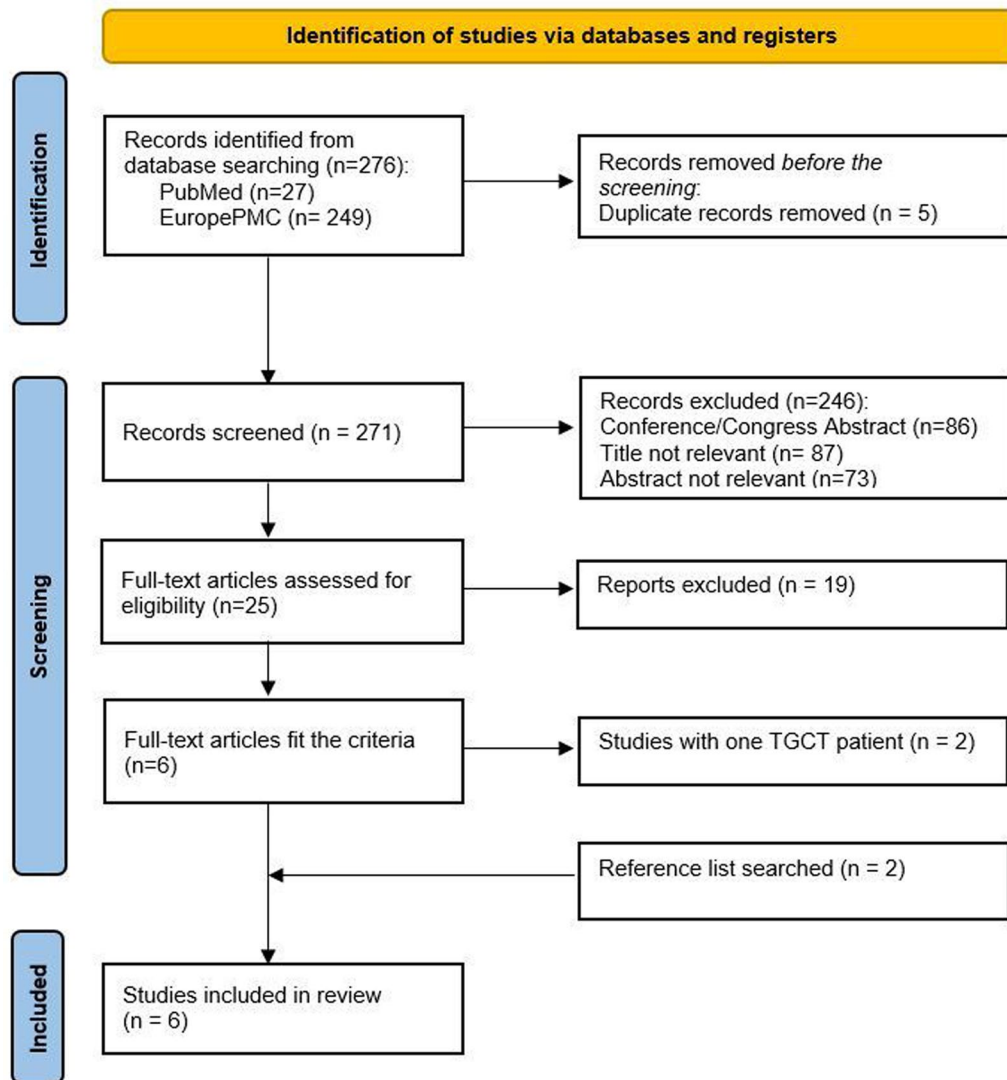 Identification of studies via databases and registers
Identification
Records identified from
database searching (n=276):
PubMed (n=27)
EuropePMC (n= 249)
Records removed before the
screening:
Duplicate records removed (n = 5)
Screening
Records screened (n = 271)
Records excluded (n=246):
Conference/Congress Abstract (n=86)
Title not relevant (n= 87)
Abstract not relevant (n=73)
Full-text articles assessed for
eligibility (n=25)
Reports excluded (n = 19)
Full-text articles fit the criteria
(n=6)
Studies with one TGCT patient (n = 2)
Reference list searched (n = 2)
Included
Studies included in review
(n = 6)